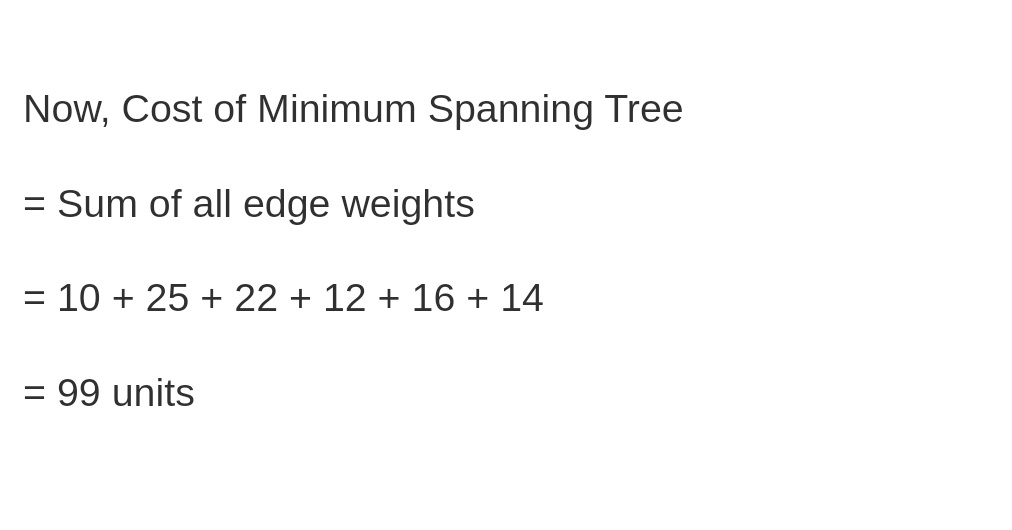 Now, Cost of Minimum Spanning Tree
= Sum of all edge weights
= 10 + 25 + 22 + 12 + 16 + 14
= 99 units